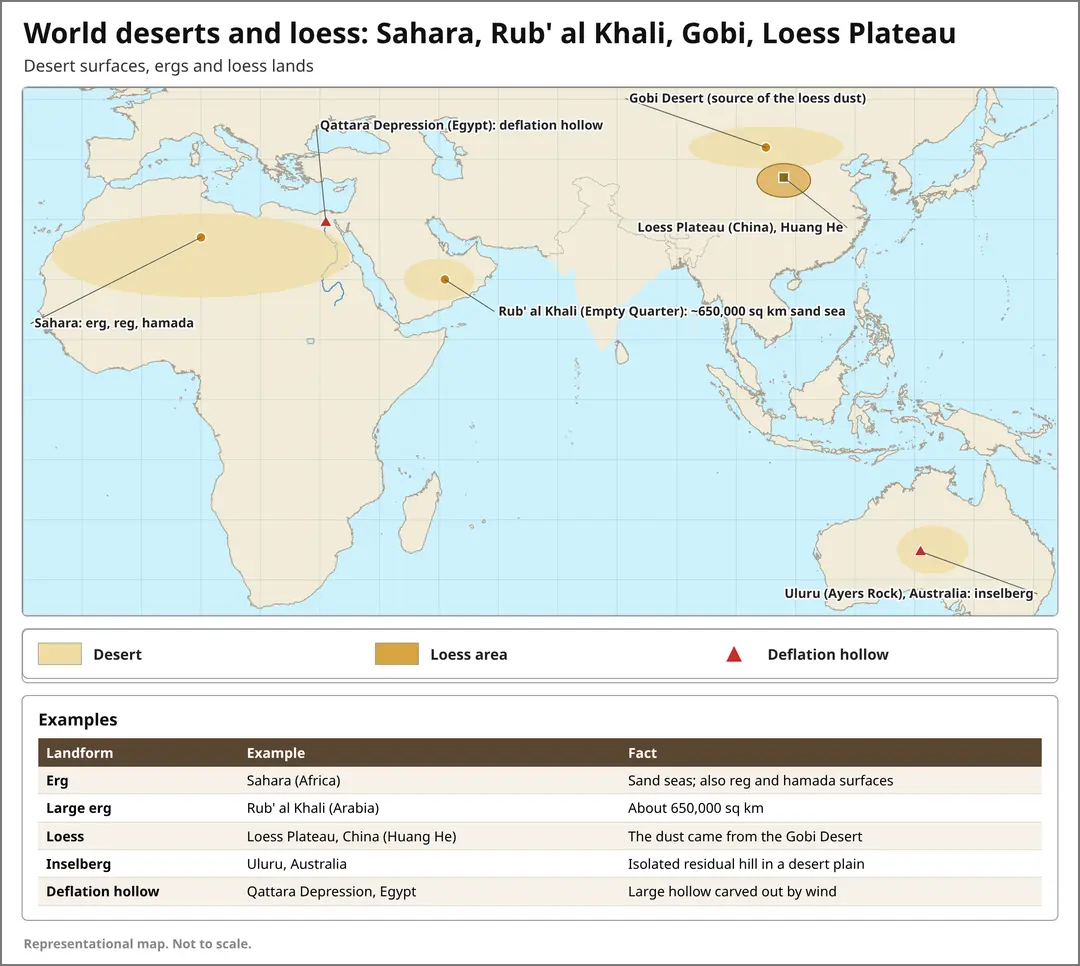 World deserts and loess: Sahara, Rub' al Khali, Gobi, Loess Plateau
Desert surfaces, ergs and loess lands
Gobi Desert (source of the loess dust)
Qattara Depression (Egypt): deflation hollow
Loess Plateau (China), Huang He
Rub' al Khali (Empty Quarter): ~650,000 sq km sand sea
Sahara: erg, reg, hamada
Uluru (Ayers Rock), Australia: inselberg
Desert
Loess area
Deflation hollow
Examples
Landform Example Fact
Erg Sahara (Africa) Sand seas; also reg and hamada surfaces
Large erg Rub' al Khali (Arabia) About 650,000 sq km
Loess Loess Plateau, China (Huang He) The dust came from the Gobi Desert
Inselberg Uluru, Australia Isolated residual hill in a desert plain
Deflation hollow Qattara Depression, Egypt Large hollow carved out by wind
Representational map. Not to scale.